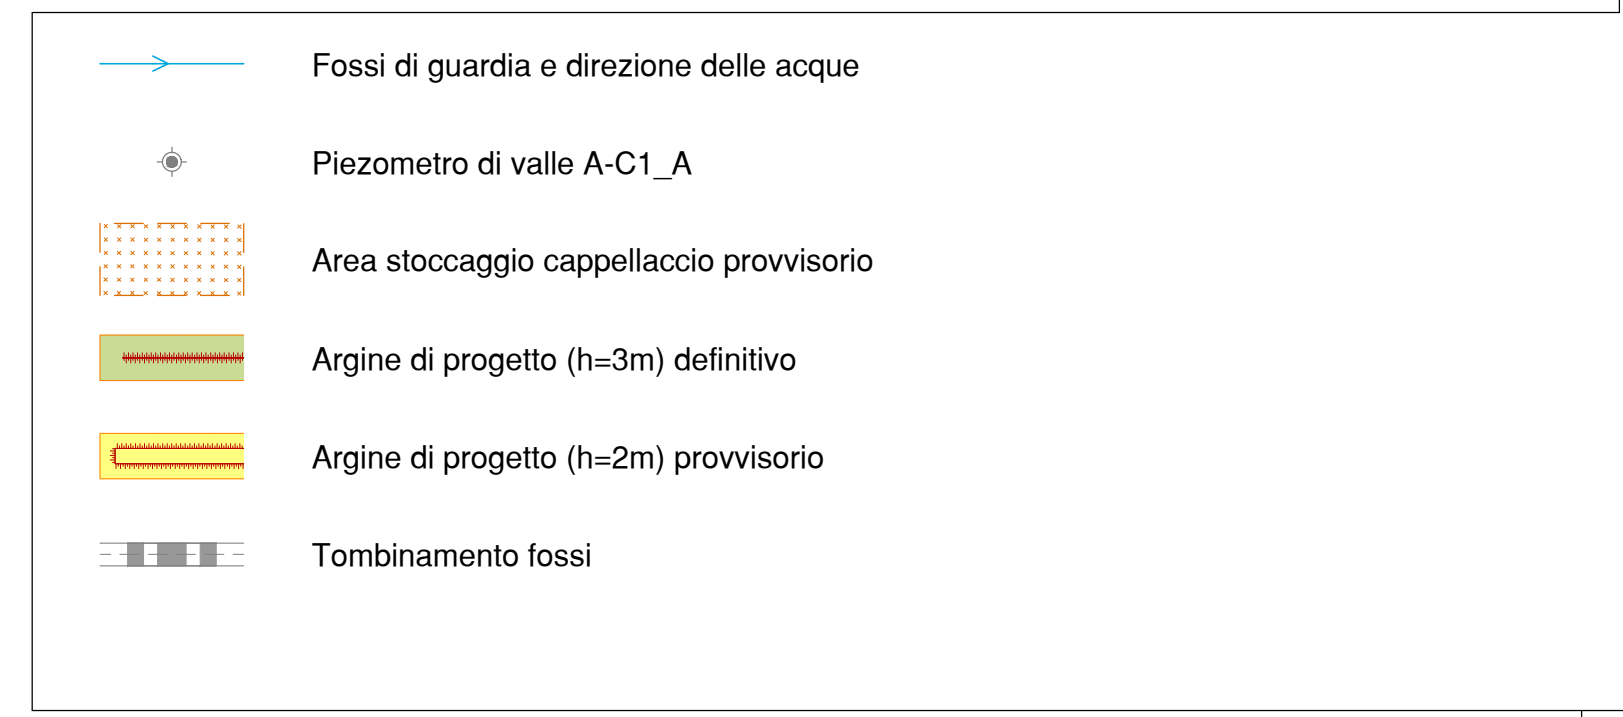 Fossi di guardia e direzione delle acque
Piezometro di valle A-C1_A
Area stoccaggio cappellaccio provvisorio
Argine di progetto (h=3m) definitivo
Argine di progetto (h=2m) provvisorio
Tombinamento fossi